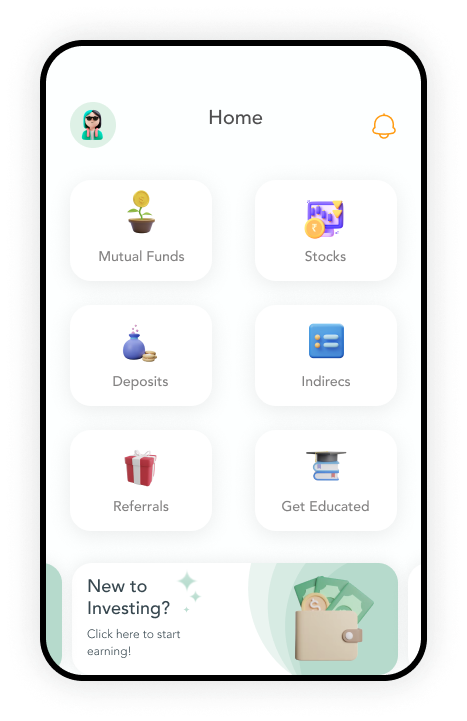 Home
Mutual Funds
Stocks
Deposits
Indirecs
Referrals
Get Educated
New to
Investing?
Click here to start
earning!